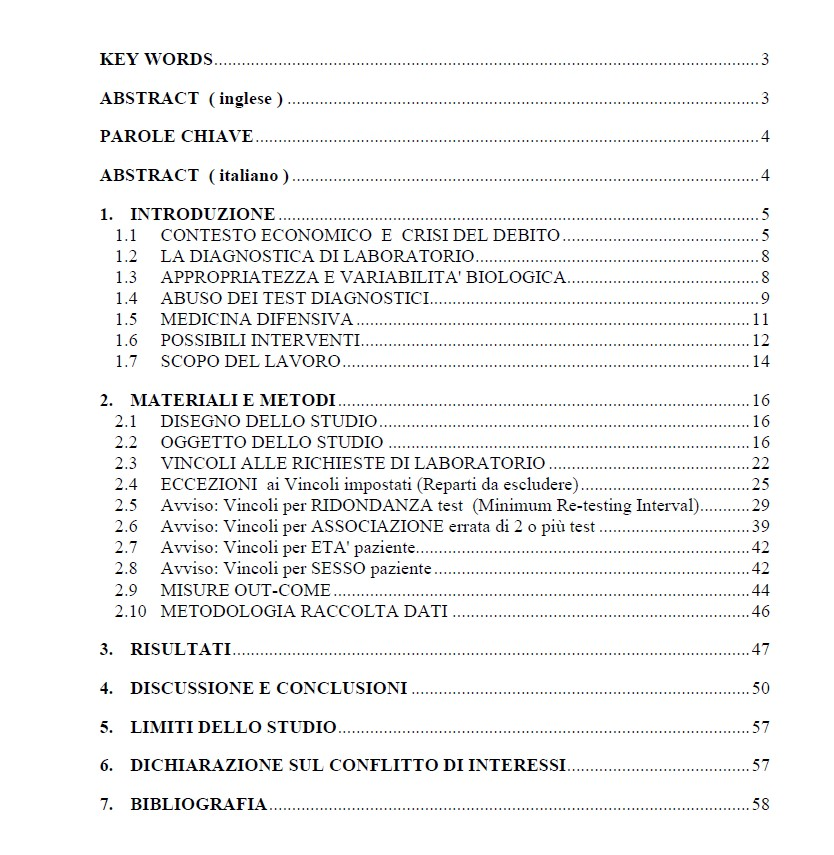 KEY WORDS 3
ABSTRACT ( inglese ) 3
PAROLE CHIAVE 4
ABSTRACT ( italiano ) 4
1. INTRODUZIONE 5
1.1 CONTESTO ECONOMICO E CRISI DEL DEBITO 5
1.2 LA DIAGNOSTICA DI LABORATORIO 8
1.3 APPROPRIATEZZA E VARIABILITA' BIOLOGICA 8
1.4 ABUSO DEI TEST DIAGNOSTICI 9
1.5 MEDICINA DIFENSIVA 11
1.6 POSSIBILI INTERVENTI 12
1.7 SCOPO DEL LAVORO 14
2. MATERIALI E METODI 16
2.1 DISEGNO DELLO STUDIO 16
2.2 OGGETTO DELLO STUDIO 16
2.3 VINCOLI ALLE RICHIESTE DI LABORATORIO 22
2.4 ECCEZIONI ai Vincoli impostati (Reparti da escludere) 25
2.5 Avviso: Vincoli per RIDONDANZA test (Minimum Re-testing Interval) 29
2.6 Avviso: Vincoli per ASSOCIAZIONE errata di 2 o più test 39
2.7 Avviso: Vincoli per ETA' paziente 42
2.8 Avviso: Vincoli per SESSO paziente 42
2.9 MISURE OUT-COME 44
2.10 METODOLOGIA RACCOLTA DATI 46
3. RISULTATI 47
4. DISCUSSIONE E CONCLUSIONI 50
5. LIMITI DELLO STUDIO 57
6. DICHIARAZIONE SUL CONFLITTO DI INTERESSI 57
7. BIBLIOGRAFIA 58